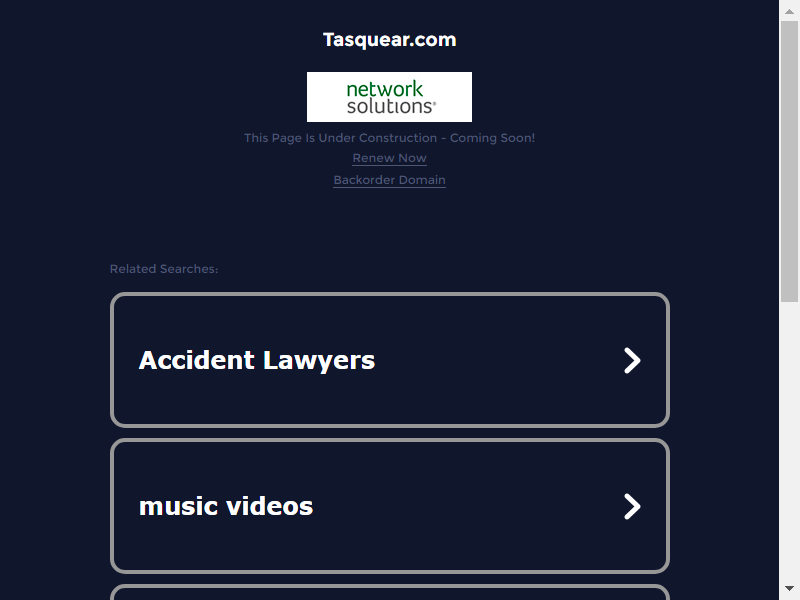 Tasquear.com
network
solutions®
This Page Is Under Construction - Coming Soon!
Renew Now
Backorder Domain
Related Searches:
Accident Lawyers
music videos